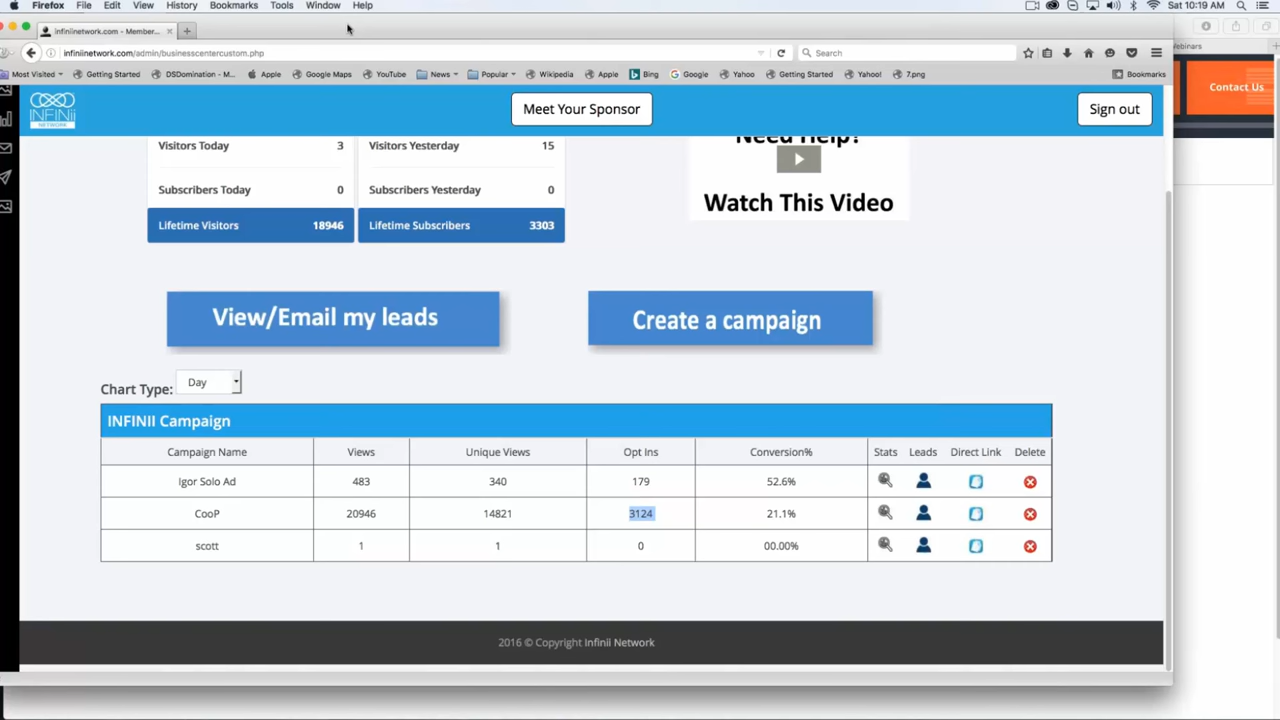 Firefox File Edit View History Bookmarks Tools Window Help Sat 10:19 AM
infiniinetwork.com - Member...
infiniinetwork.com/admin/businesscentercustom.php Search
Most Visited Getting Started DSDomination - M... Apple Google Maps YouTube News Popular Wikipedia Apple Bing Google Yahoo Getting Started Yahoo! 7.png Bookmarks
INFINii
NETWORK
Meet Your Sponsor
Sign out
Contact Us
Visitors Today 3 Visitors Yesterday 15
Need Help?
Subscribers Today 0 Subscribers Yesterday 0
Watch This Video
Lifetime Visitors 18946 Lifetime Subscribers 3303
View/Email my leads Create a campaign
Chart Type: Day
INFINII Campaign
Campaign Name Views Unique Views Opt Ins Conversion% Stats Leads Direct Link Delete
Igor Solo Ad 483 340 179 52.6%
CooP 20946 14821 3124 21.1%
scott 1 1 0 00.00%
2016 © Copyright Infinii Network